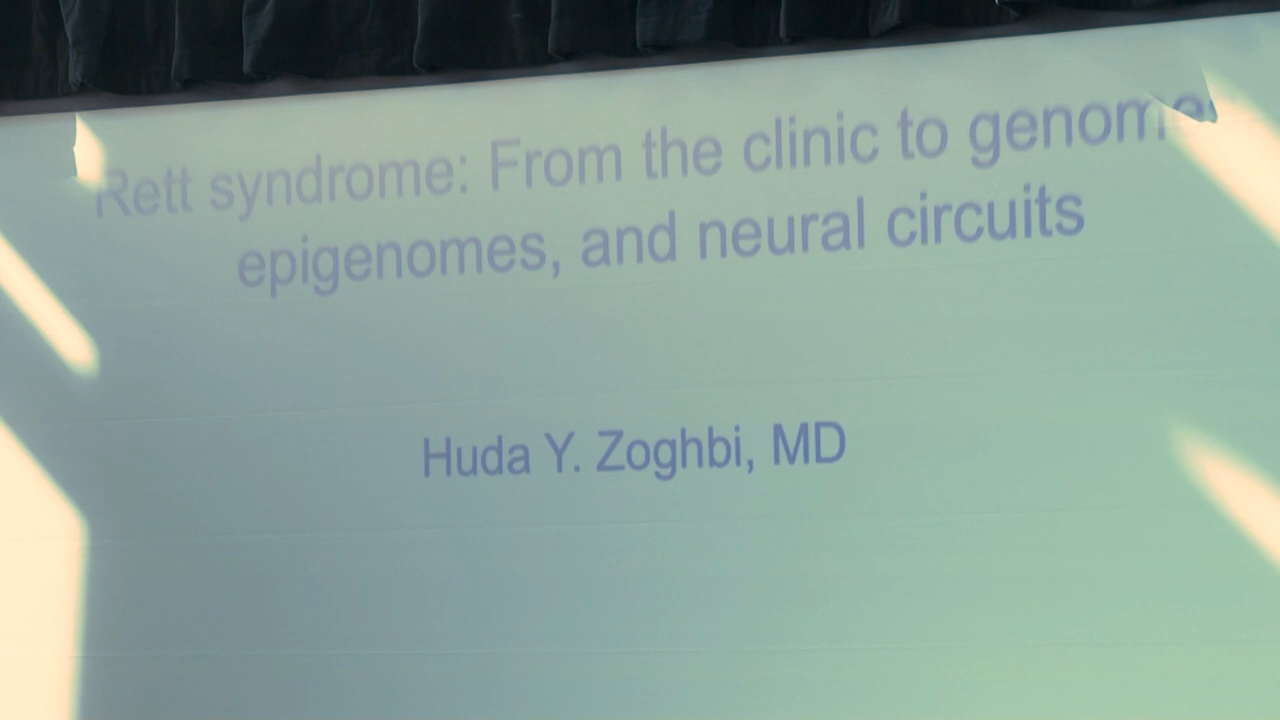 Rett syndrome: From the clinic to genomes
epigenomes, and neural circuits
Huda Y. Zoghbi, MD